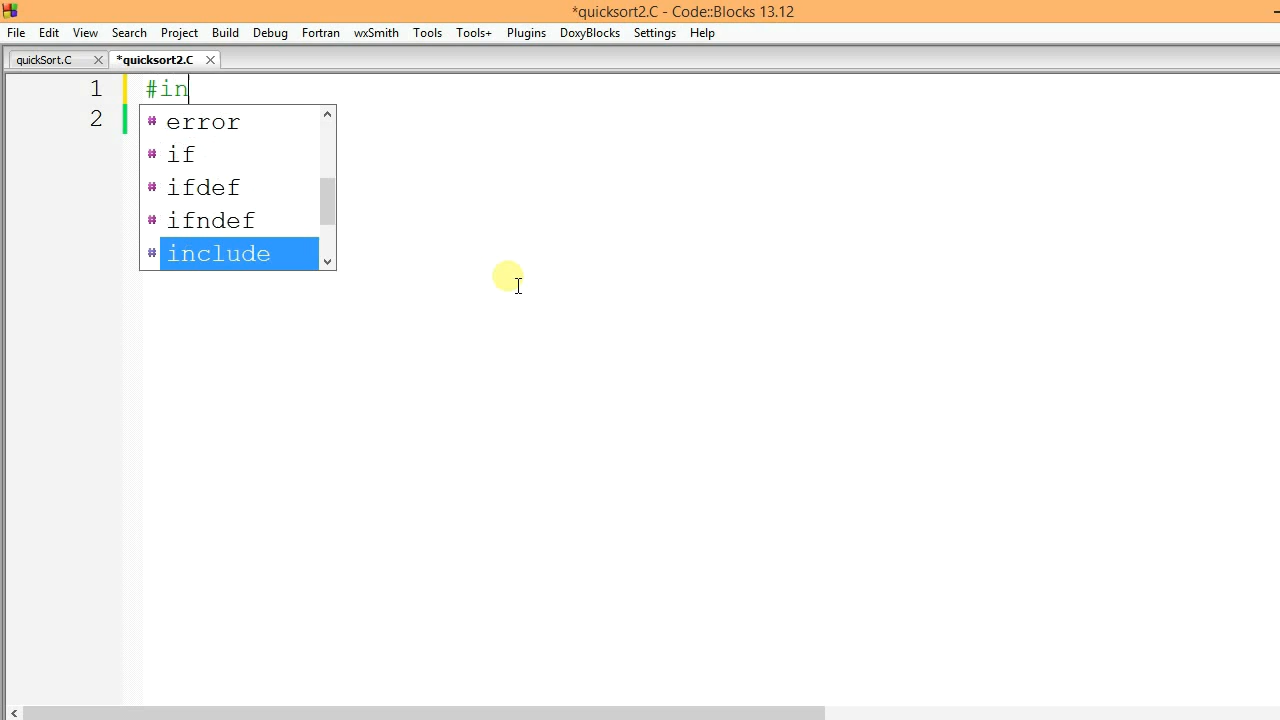 *quicksort2.C - Code::Blocks 13.12
File Edit View Search Project Build Debug Fortran wxSmith Tools Tools+ Plugins DoxyBlocks Settings Help
quickSort.C *quicksort2.C
1 #in
2
# error
# if
# ifdef
# ifndef
# include